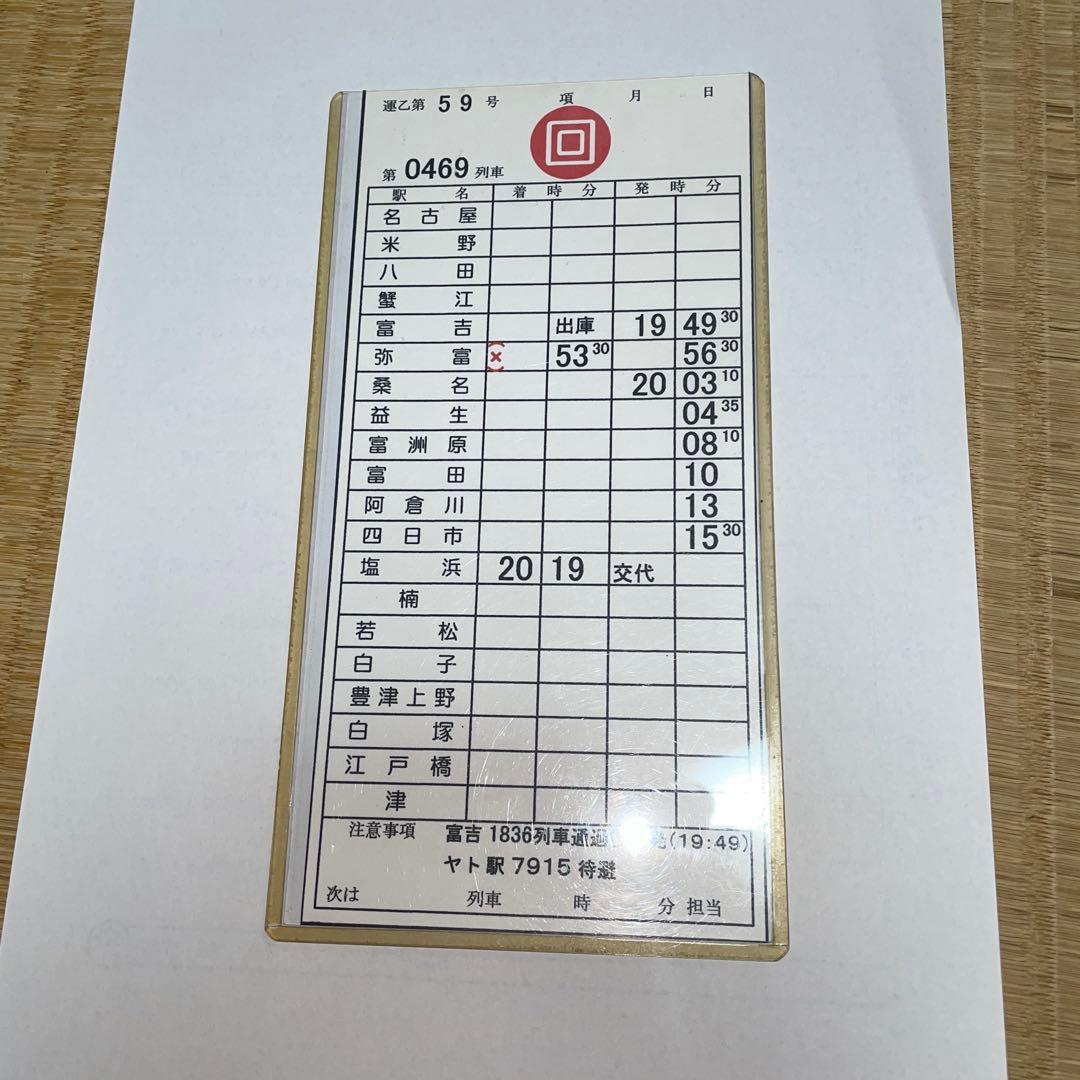 運乙第 59 号 項 月 日
回
第 0469 列車
駅名 着時分 発時分
名古屋
米野
八田
蟹江
富吉 出庫 19 49 30
弥富 (×) 53 30 56 30
桑名 20 03 10
益生 04 35
富洲原 08 10
富田 10
阿倉川 13
四日市 15 30
塩浜 20 19 交代
楠
若松
白子
豊津上野
白塚
江戸橋
津
注意事項 富吉 1836列車通過 (19:49)
ヤト駅 7915 待避
次は 列車 時 分 担当